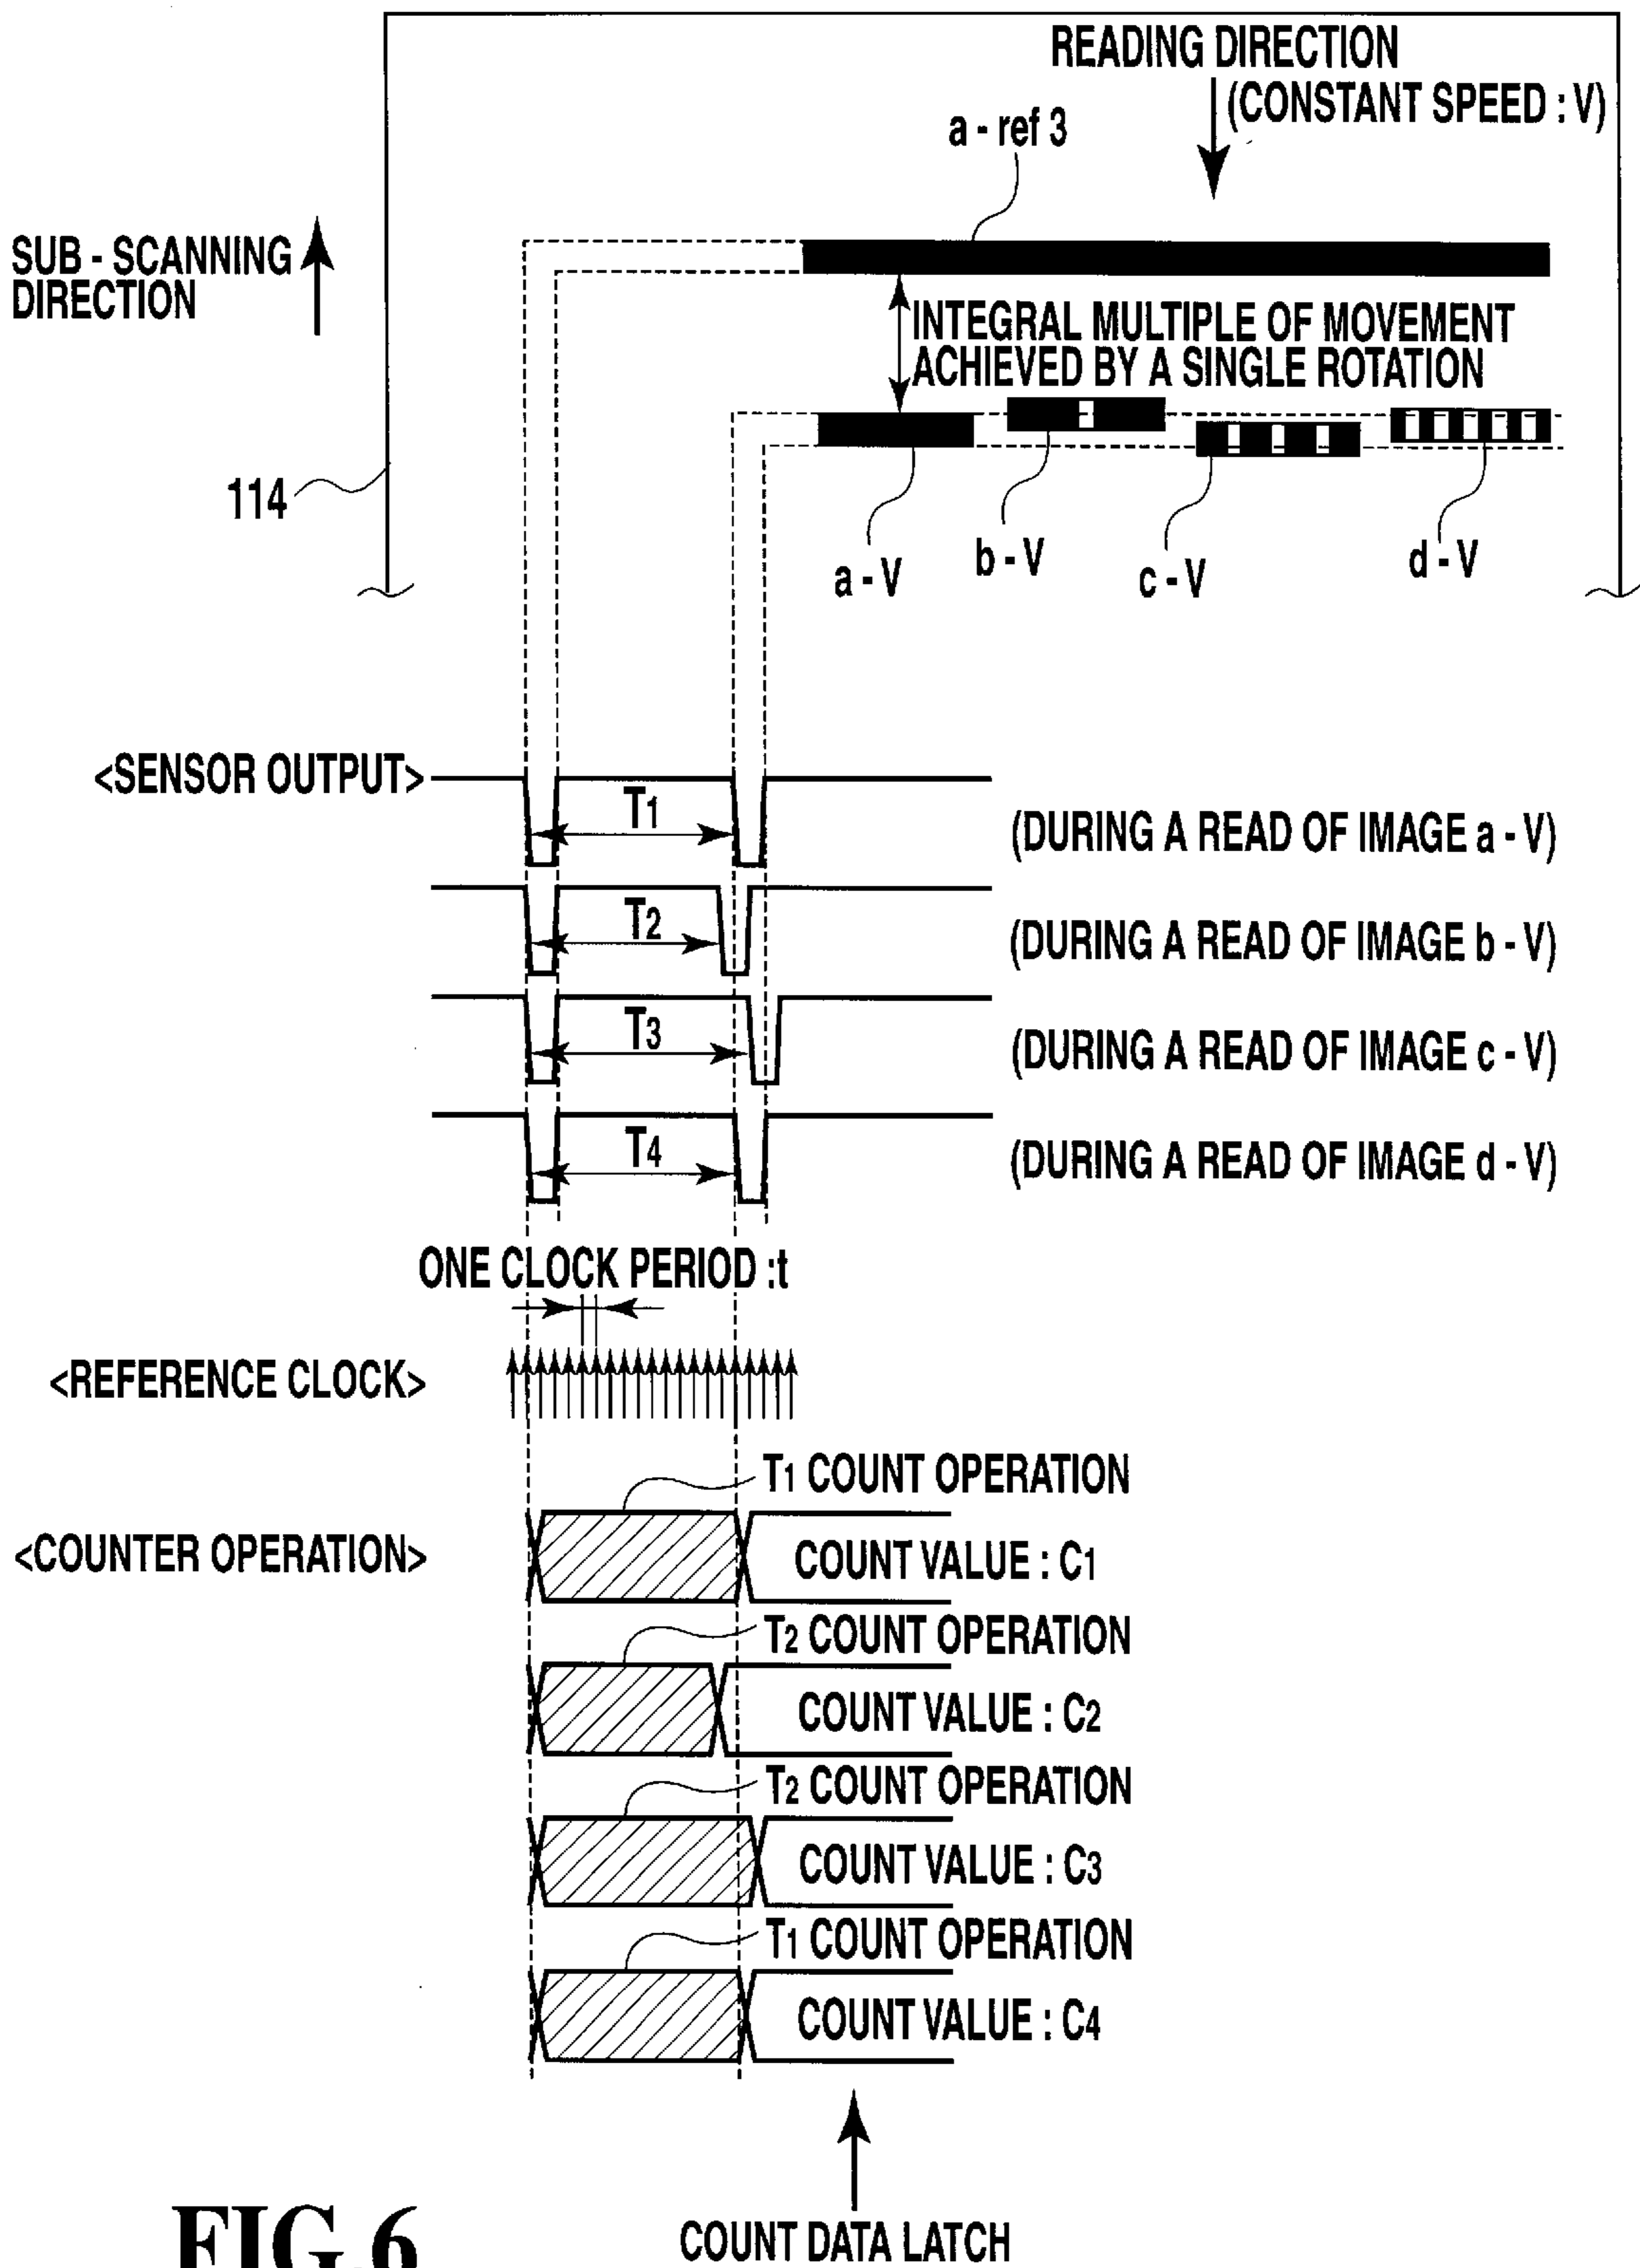 READING DIRECTION
(CONSTANT SPEED : V)
a - ref 3
SUB - SCANNING
DIRECTION
INTEGRAL MULTIPLE OF MOVEMENT
ACHIEVED BY A SINGLE ROTATION
114
a - V
b - V
c - V
d - V
<SENSOR OUTPUT>
T1
(DURING A READ OF IMAGE a - V)
T2
(DURING A READ OF IMAGE b - V)
T3
(DURING A READ OF IMAGE c - V)
T4
(DURING A READ OF IMAGE d - V)
ONE CLOCK PERIOD :t
<REFERENCE CLOCK>
T1 COUNT OPERATION
<COUNTER OPERATION>
COUNT VALUE : C1
T2 COUNT OPERATION
COUNT VALUE : C2
T2 COUNT OPERATION
COUNT VALUE : C3
T1 COUNT OPERATION
COUNT VALUE : C4
COUNT DATA LATCH
FIG.6